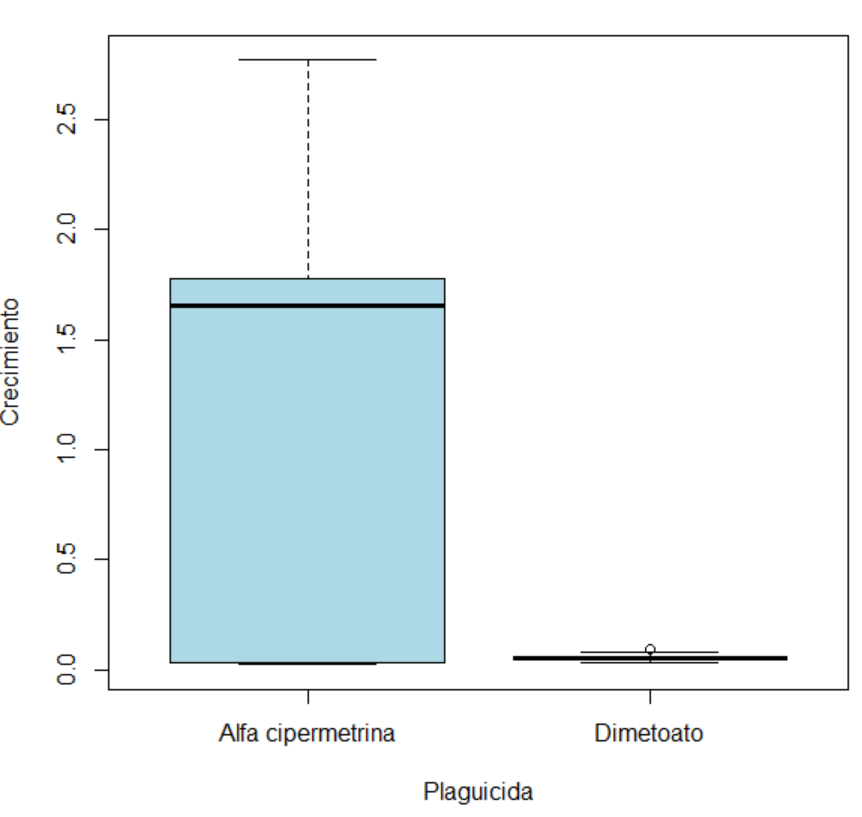 Crecimiento
2.5
2.0
1.5
1.0
0.5
0.0
Alfa cipermetrina
Dimetoato
Plaguicida